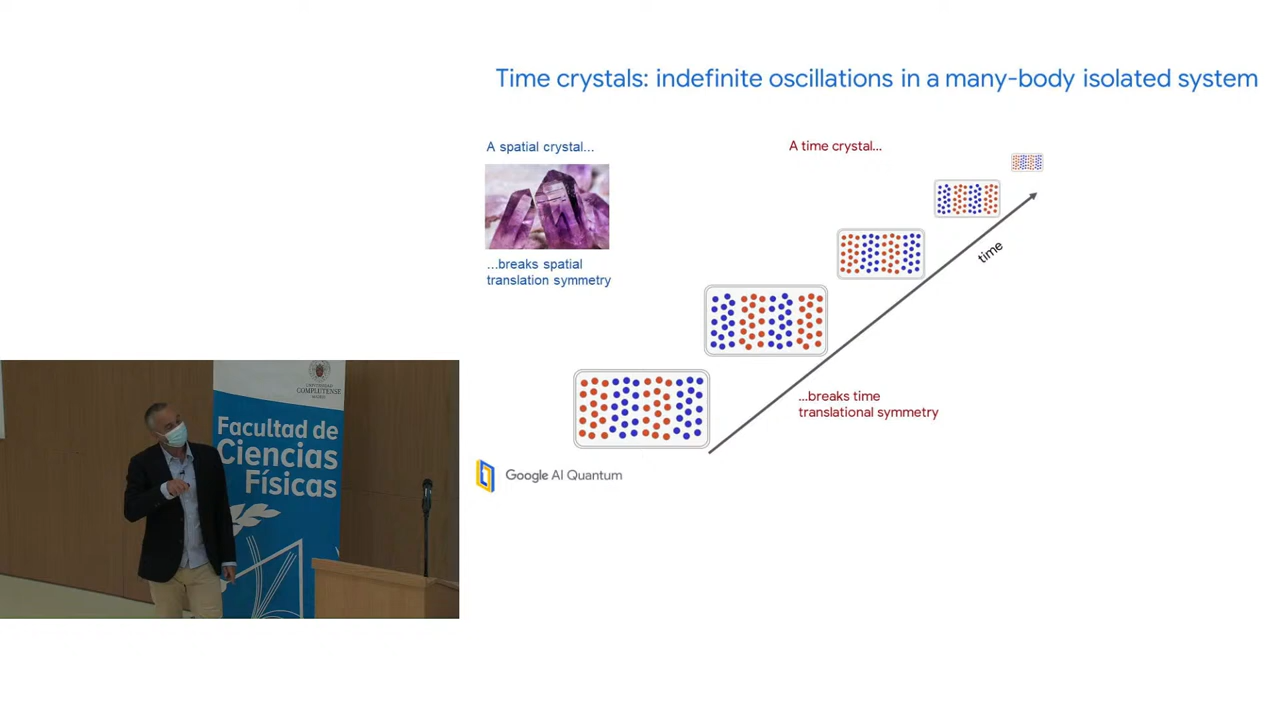 Time crystals: indefinite oscillations in a many-body isolated system
A spatial crystal...
...breaks spatial
translation symmetry
A time crystal...
time
...breaks time
translational symmetry
Google AI Quantum
UNIVERSIDAD
COMPLUTENSE
MADRID
Facultad de
Ciencias
Físicas